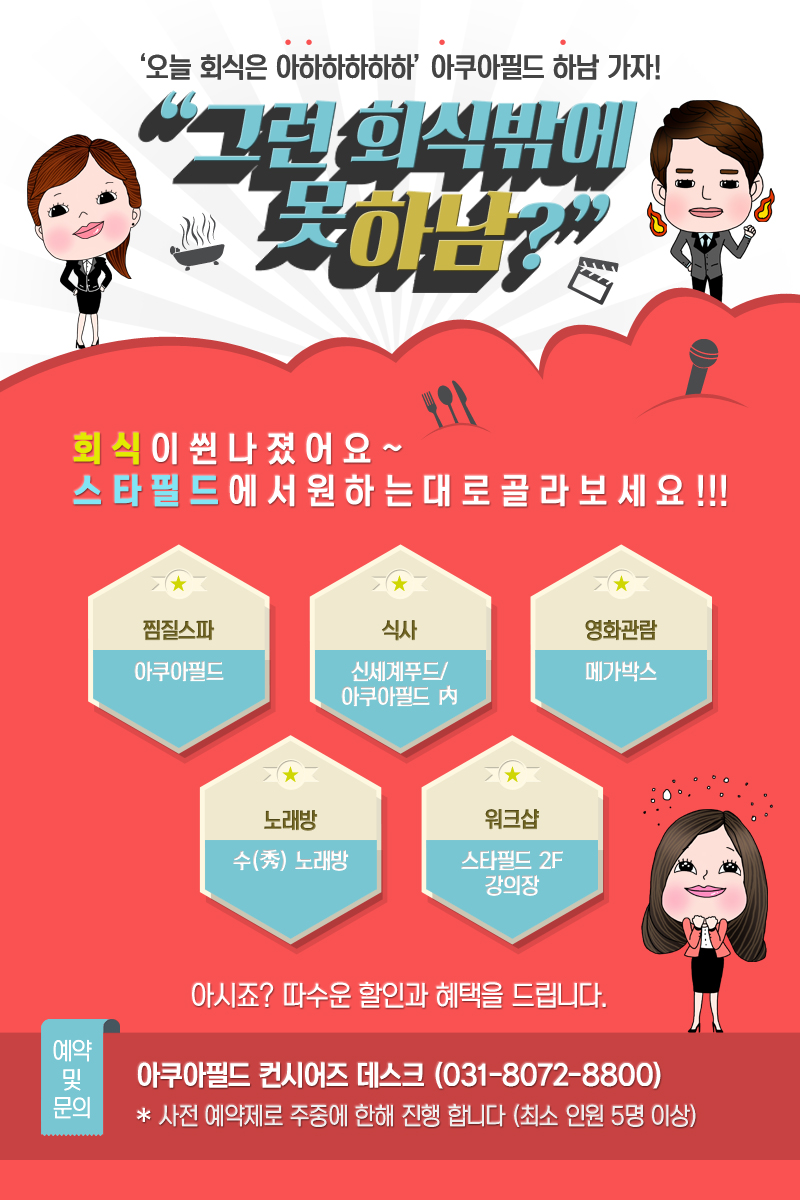 ‘오늘 회식은 아하하하하하’ 아쿠아필드 하남 가자!
“그런 회식밖에
못하남?”
회식이 씐나졌어요~
스타필드에서 원하는대로 골라보세요!!!
찜질스파
아쿠아필드
식사
신세계푸드/
아쿠아필드 內
영화관람
메가박스
노래방
수(秀) 노래방
워크샵
스타필드 2F
강의장
아시죠? 따수운 할인과 혜택을 드립니다.
예약
및
문의
아쿠아필드 컨시어즈 데스크 (031-8072-8800)
* 사전 예약제로 주중에 한해 진행 합니다 (최소 인원 5명 이상)